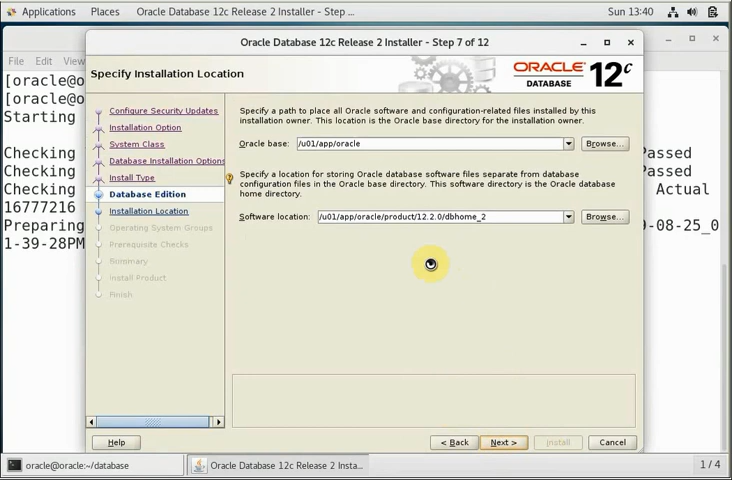 Applications Places Oracle Database 12c Release 2 Installer - Step ... Sun 13:40
Oracle Database 12c Release 2 Installer - Step 7 of 12
File Edit View
Specify Installation Location
ORACLE DATABASE 12c
[oracle@o
[oracle@o
Starting
Checking
Checking
Checking
16777216
Preparing
1-39-28PM
Passed
Passed
Actual
9-08-25_0
Configure Security Updates
Installation Option
System Class
Database Installation Options
Install Type
Database Edition
Installation Location
Operating System Groups
Prerequisite Checks
Summary
Install Product
Finish
Specify a path to place all Oracle software and configuration-related files installed by this
installation owner. This location is the Oracle base directory for the installation owner.
Oracle base: /u01/app/oracle Browse...
Specify a location for storing Oracle database software files separate from database
configuration files in the Oracle base directory. This software directory is the Oracle database
home directory.
Software location: /u01/app/oracle/product/12.2.0/dbhome_2 Browse...
Help < Back Next > Install Cancel
oracle@oracle:~/database Oracle Database 12c Release 2 Insta... 1 / 4